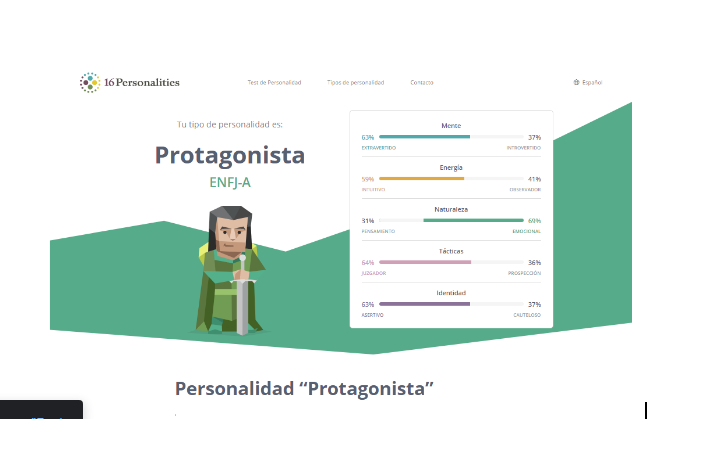 16 Personalities
Test de Personalidad
Tipos de personalidad
Contacto
Español
Tu tipo de personalidad es:
Protagonista
ENFJ-A
Mente
63%
37%
EXTRAVERTIDO
INTROVERTIDO
Energía
59%
41%
INTUITIVO
OBSERVADOR
Naturaleza
31%
69%
PENSAMIENTO
EMOCIONAL
Tácticas
64%
36%
JUZGADOR
PROSPECCIÓN
Identidad
63%
37%
ASERTIVO
CAUTELOSO
Personalidad “Protagonista”